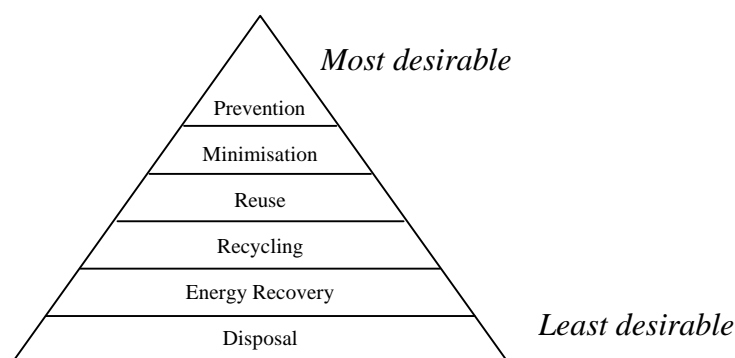 Most desirable
Prevention
Minimisation
Reuse
Recycling
Energy Recovery
Least desirable
Disposal